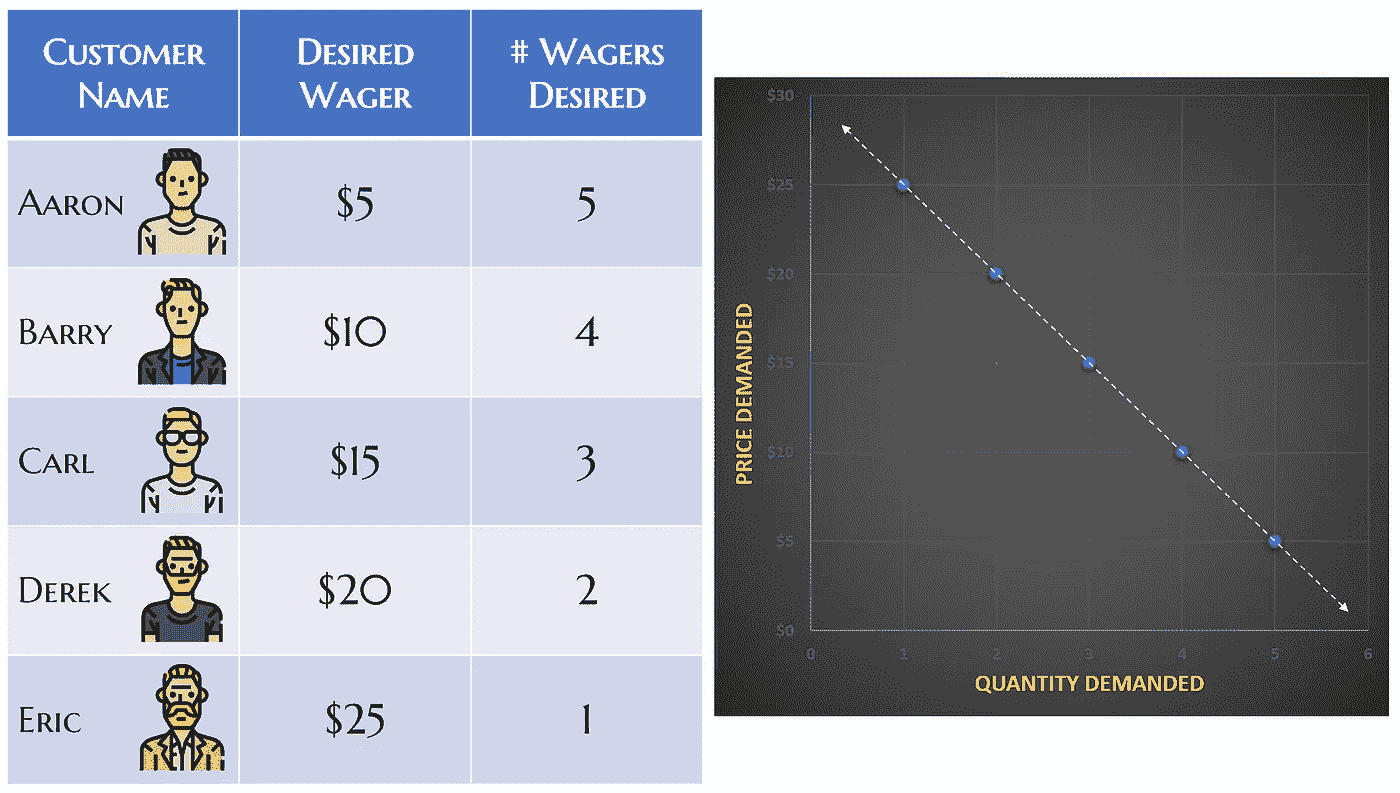 Customer Name
Desired Wager
# Wagers Desired
Aaron $5 5
Barry $10 4
Carl $15 3
Derek $20 2
Eric $25 1
$30
$25
$20
$15
$10
$5
$0
PRICE DEMANDED
0 1 2 3 4 5 6
QUANTITY DEMANDED